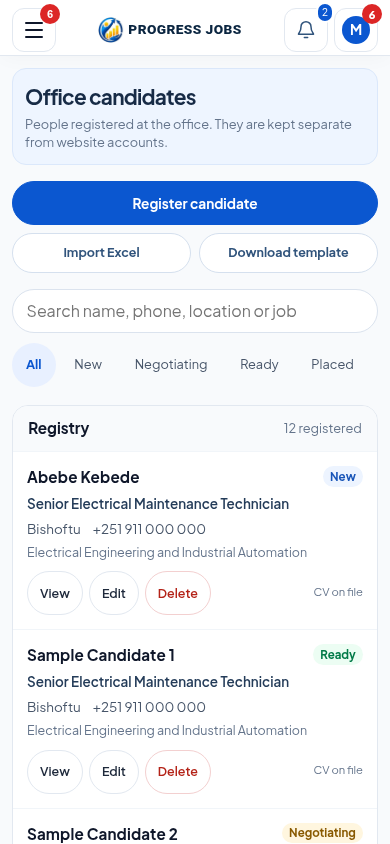 6
PROGRESS JOBS
2
M
6
Office candidates
People registered at the office. They are kept separate
from website accounts.
Register candidate
Import Excel
Download template
Search name, phone, location or job
All
New
Negotiating
Ready
Placed
Registry
12 registered
Abebe Kebede
New
Senior Electrical Maintenance Technician
Bishoftu +251 911 000 000
Electrical Engineering and Industrial Automation
View
Edit
Delete
CV on file
Sample Candidate 1
Ready
Senior Electrical Maintenance Technician
Bishoftu +251 911 000 000
Electrical Engineering and Industrial Automation
View
Edit
Delete
CV on file
Sample Candidate 2
Negotiating